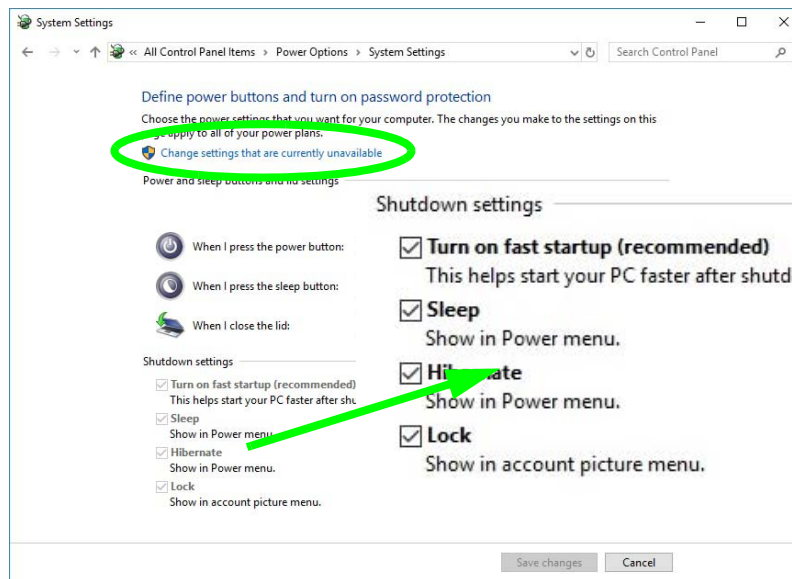 System Settings
« All Control Panel Items > Power Options > System Settings
Search Control Panel
Define power buttons and turn on password protection
Choose the power settings that you want for your computer. The changes you make to the settings on this
page apply to all of your power plans.
Change settings that are currently unavailable
Power and sleep buttons and lid settings
When I press the power button:
When I press the sleep button:
When I close the lid:
Shutdown settings
Turn on fast startup (recommended)
This helps start your PC faster after shu
Sleep
Show in Power menu.
Hibernate
Show in Power menu.
Lock
Show in account picture menu.
Shutdown settings
Turn on fast startup (recommended)
This helps start your PC faster after shutd
Sleep
Show in Power menu.
Hibernate
Show in Power menu.
Lock
Show in account picture menu.
Save changes
Cancel